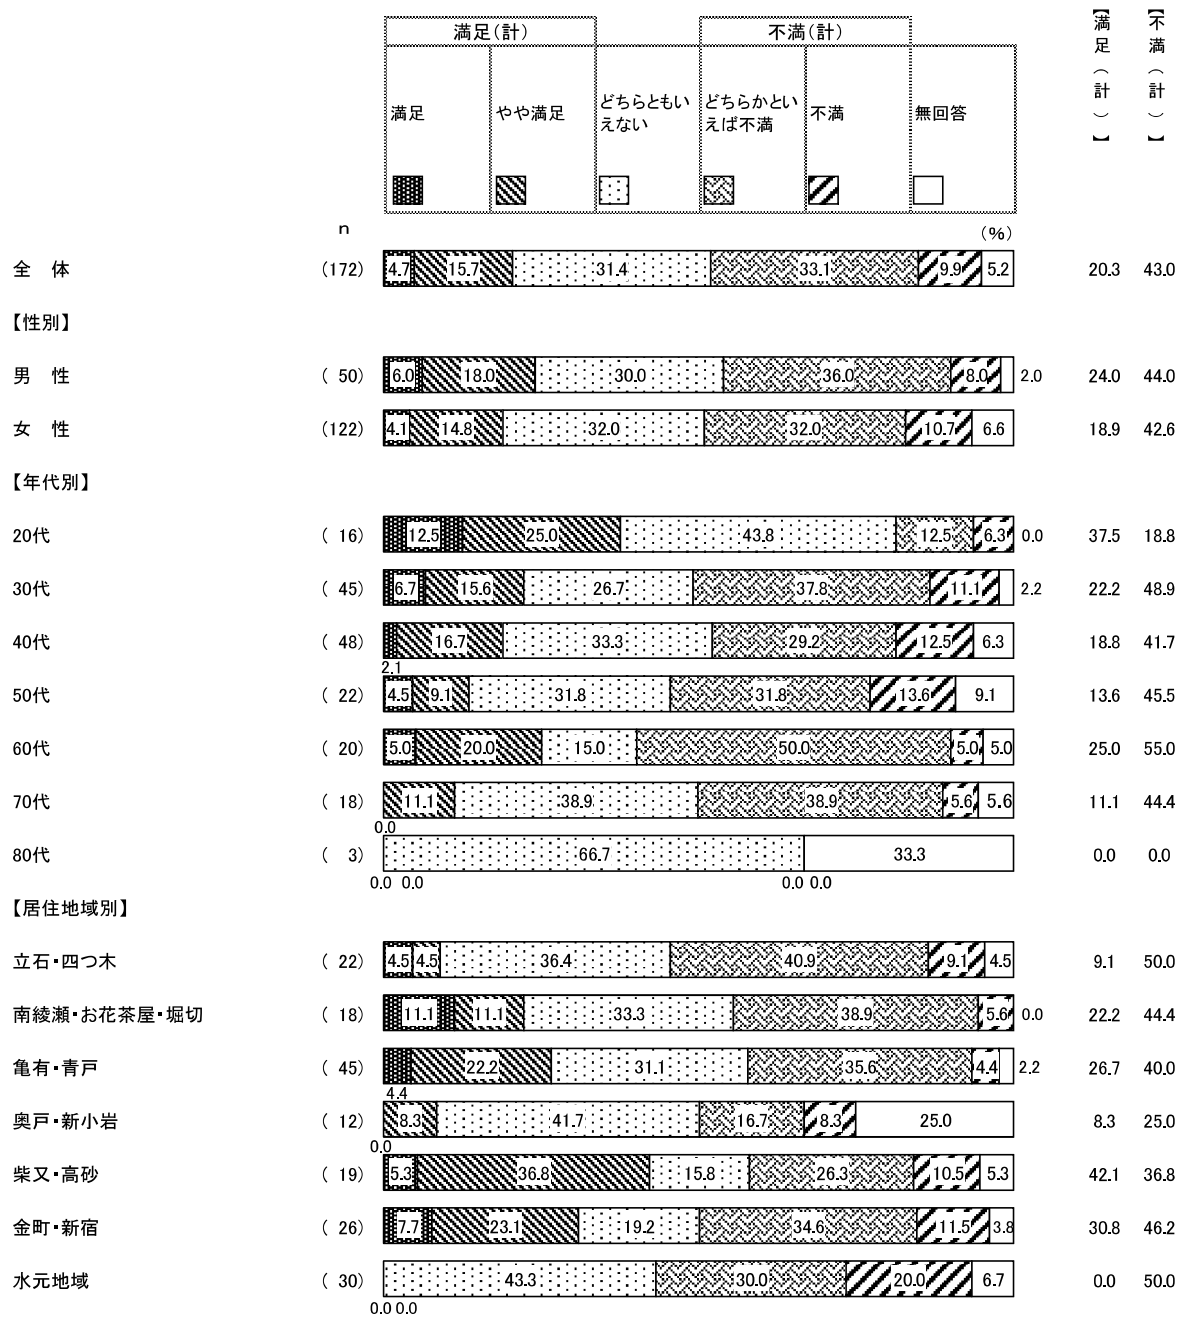 満足(計) 不満(計) 【満足(計)】 【不満(計)】
満足 やや満足 どちらともいえない どちらかといえば不満 不満 無回答
n (%)
全 体 (172) 4.7 15.7 31.4 33.1 9.9 5.2 20.3 43.0
【性別】
男 性 ( 50) 6.0 18.0 30.0 36.0 8.0 2.0 24.0 44.0
女 性 (122) 4.1 14.8 32.0 32.0 10.7 6.6 18.9 42.6
【年代別】
20代 ( 16) 12.5 25.0 43.8 12.5 6.3 0.0 37.5 18.8
30代 ( 45) 6.7 15.6 26.7 37.8 11.1 2.2 22.2 48.9
40代 ( 48) 16.7 33.3 29.2 12.5 6.3 18.8 41.7
2.1
50代 ( 22) 4.5 9.1 31.8 31.8 13.6 9.1 13.6 45.5
60代 ( 20) 5.0 20.0 15.0 50.0 5.0 5.0 25.0 55.0
70代 ( 18) 11.1 38.9 38.9 5.6 5.6 11.1 44.4
0.0
80代 ( 3) 66.7 33.3 0.0 0.0
0.0 0.0 0.0 0.0
【居住地域別】
立石・四つ木 ( 22) 4.5 4.5 36.4 40.9 9.1 4.5 9.1 50.0
南綾瀬・お花茶屋・堀切 ( 18) 11.1 11.1 33.3 38.9 5.6 0.0 22.2 44.4
亀有・青戸 ( 45) 22.2 31.1 35.6 4.4 2.2 26.7 40.0
4.4
奥戸・新小岩 ( 12) 8.3 41.7 16.7 8.3 25.0 8.3 25.0
0.0
柴又・高砂 ( 19) 5.3 36.8 15.8 26.3 10.5 5.3 42.1 36.8
金町・新宿 ( 26) 7.7 23.1 19.2 34.6 11.5 3.8 30.8 46.2
水元地域 ( 30) 43.3 30.0 20.0 6.7 0.0 50.0
0.0 0.0